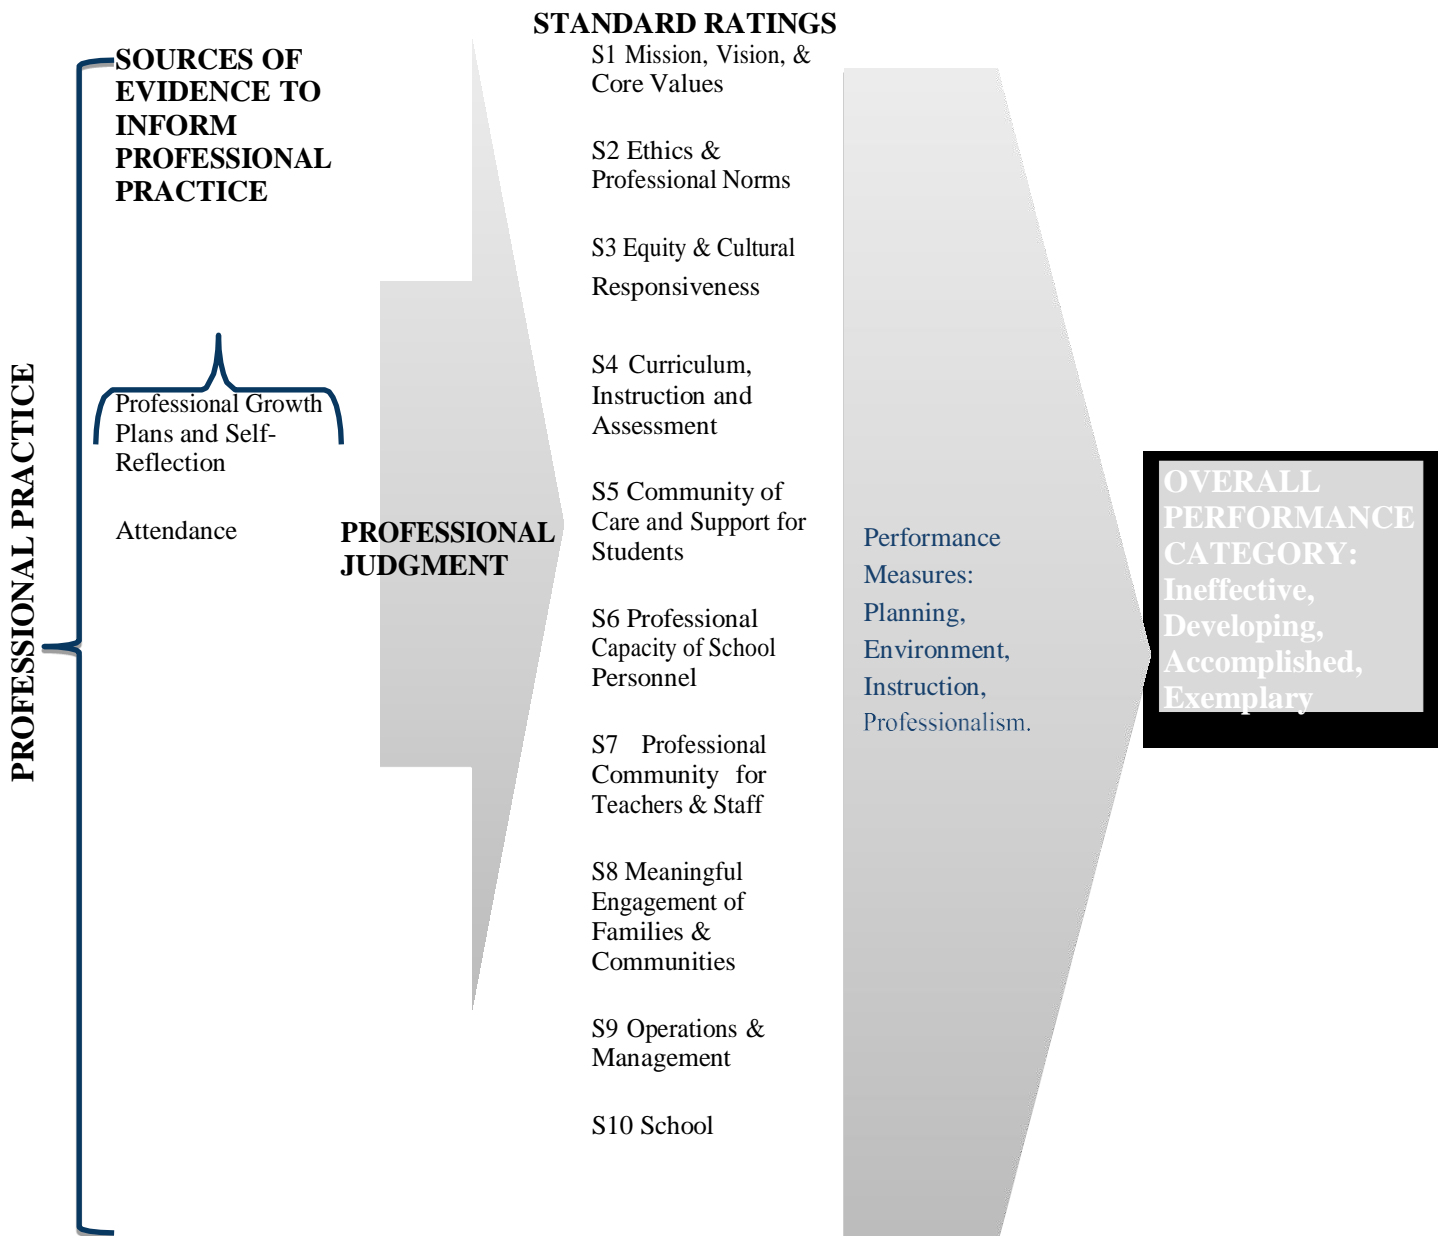 PROFESSIONAL PRACTICE
SOURCES OF
EVIDENCE TO
INFORM
PROFESSIONAL
PRACTICE
Professional Growth
Plans and Self-
Reflection
Attendance
PROFESSIONAL
JUDGMENT
STANDARD RATINGS
S1 Mission, Vision, &
Core Values
S2 Ethics &
Professional Norms
S3 Equity & Cultural
Responsiveness
S4 Curriculum,
Instruction and
Assessment
S5 Community of
Care and Support for
Students
S6 Professional
Capacity of School
Personnel
S7 Professional
Community for
Teachers & Staff
S8 Meaningful
Engagement of
Families &
Communities
S9 Operations &
Management
S10 School
Performance
Measures:
Planning,
Environment,
Instruction,
Professionalism.
OVERALL
PERFORMANCE
CATEGORY:
Ineffective,
Developing,
Accomplished,
Exemplary